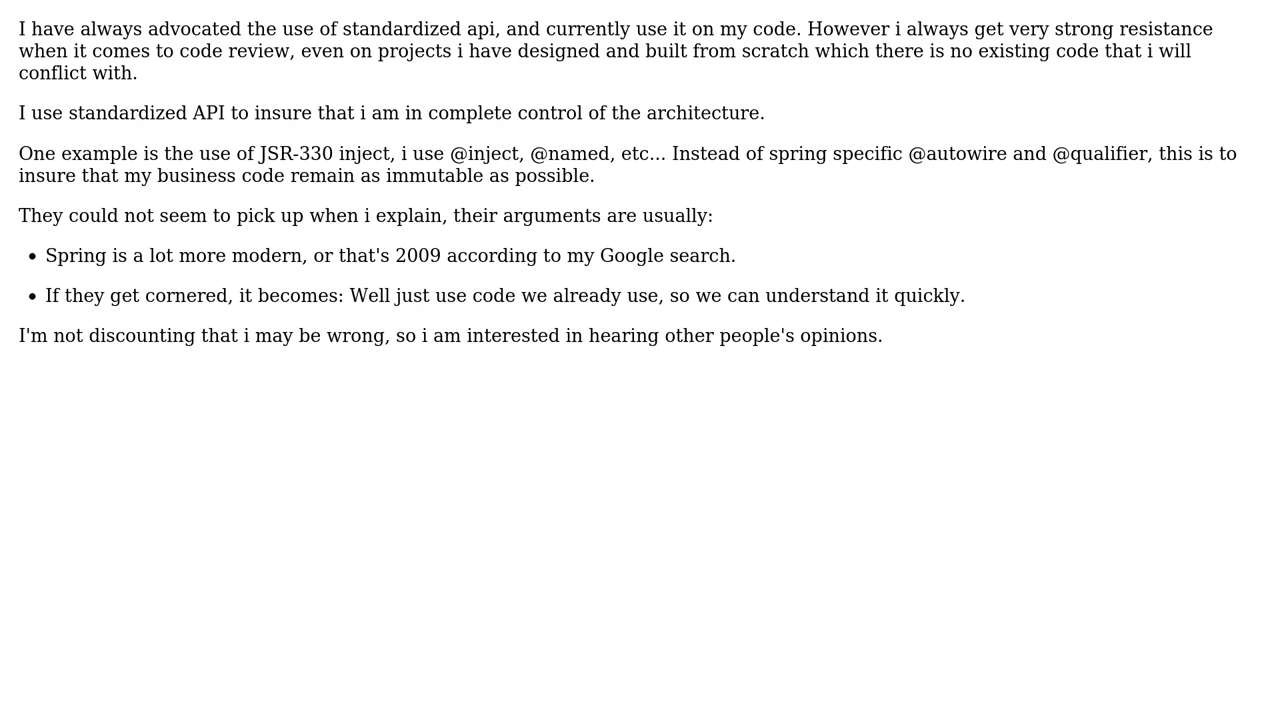 I have always advocated the use of standardized api, and currently use it on my code. However i always get very strong resistance
when it comes to code review, even on projects i have designed and built from scratch which there is no existing code that i will
conflict with.
I use standardized API to insure that i am in complete control of the architecture.
One example is the use of JSR-330 inject, i use @inject, @named, etc... Instead of spring specific @autowire and @qualifier, this is to
insure that my business code remain as immutable as possible.
They could not seem to pick up when i explain, their arguments are usually:
• Spring is a lot more modern, or that's 2009 according to my Google search.
• If they get cornered, it becomes: Well just use code we already use, so we can understand it quickly.
I'm not discounting that i may be wrong, so i am interested in hearing other people's opinions.